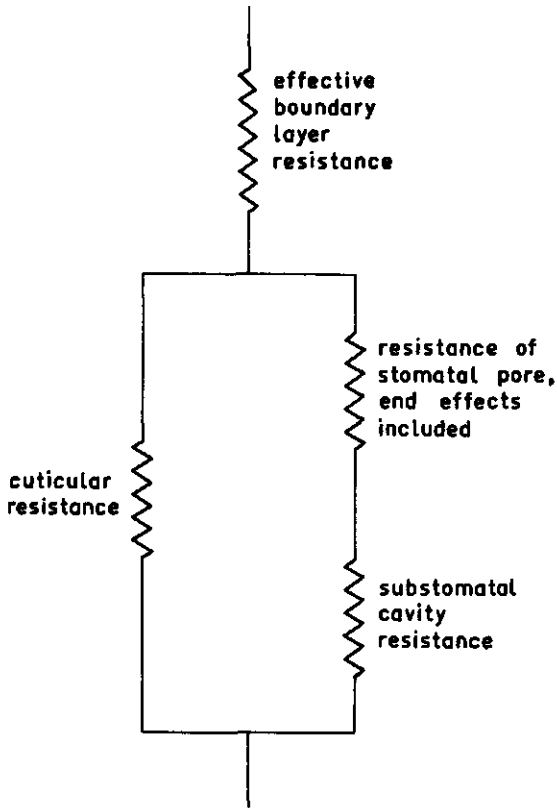 effective
boundary
layer
resistance
resistance of
stomatal pore,
end effects
included
cuticular
resistance
substomatal
cavity
resistance